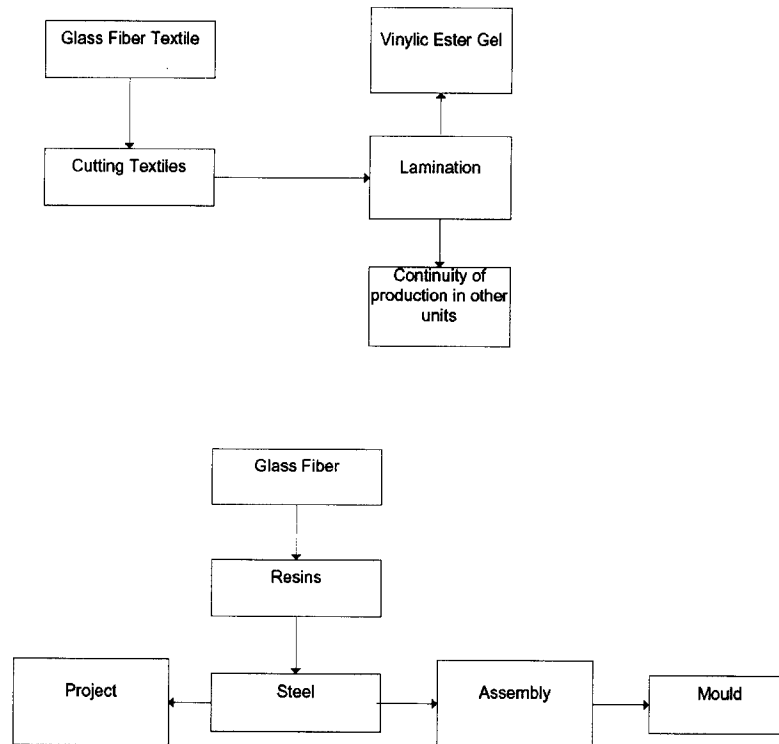 Glass Fiber Textile
Vinylic Ester Gel
Cutting Textiles
Lamination
Continuity of
production in other
units
Glass Fiber
Resins
Project
Steel
Assembly
Mould